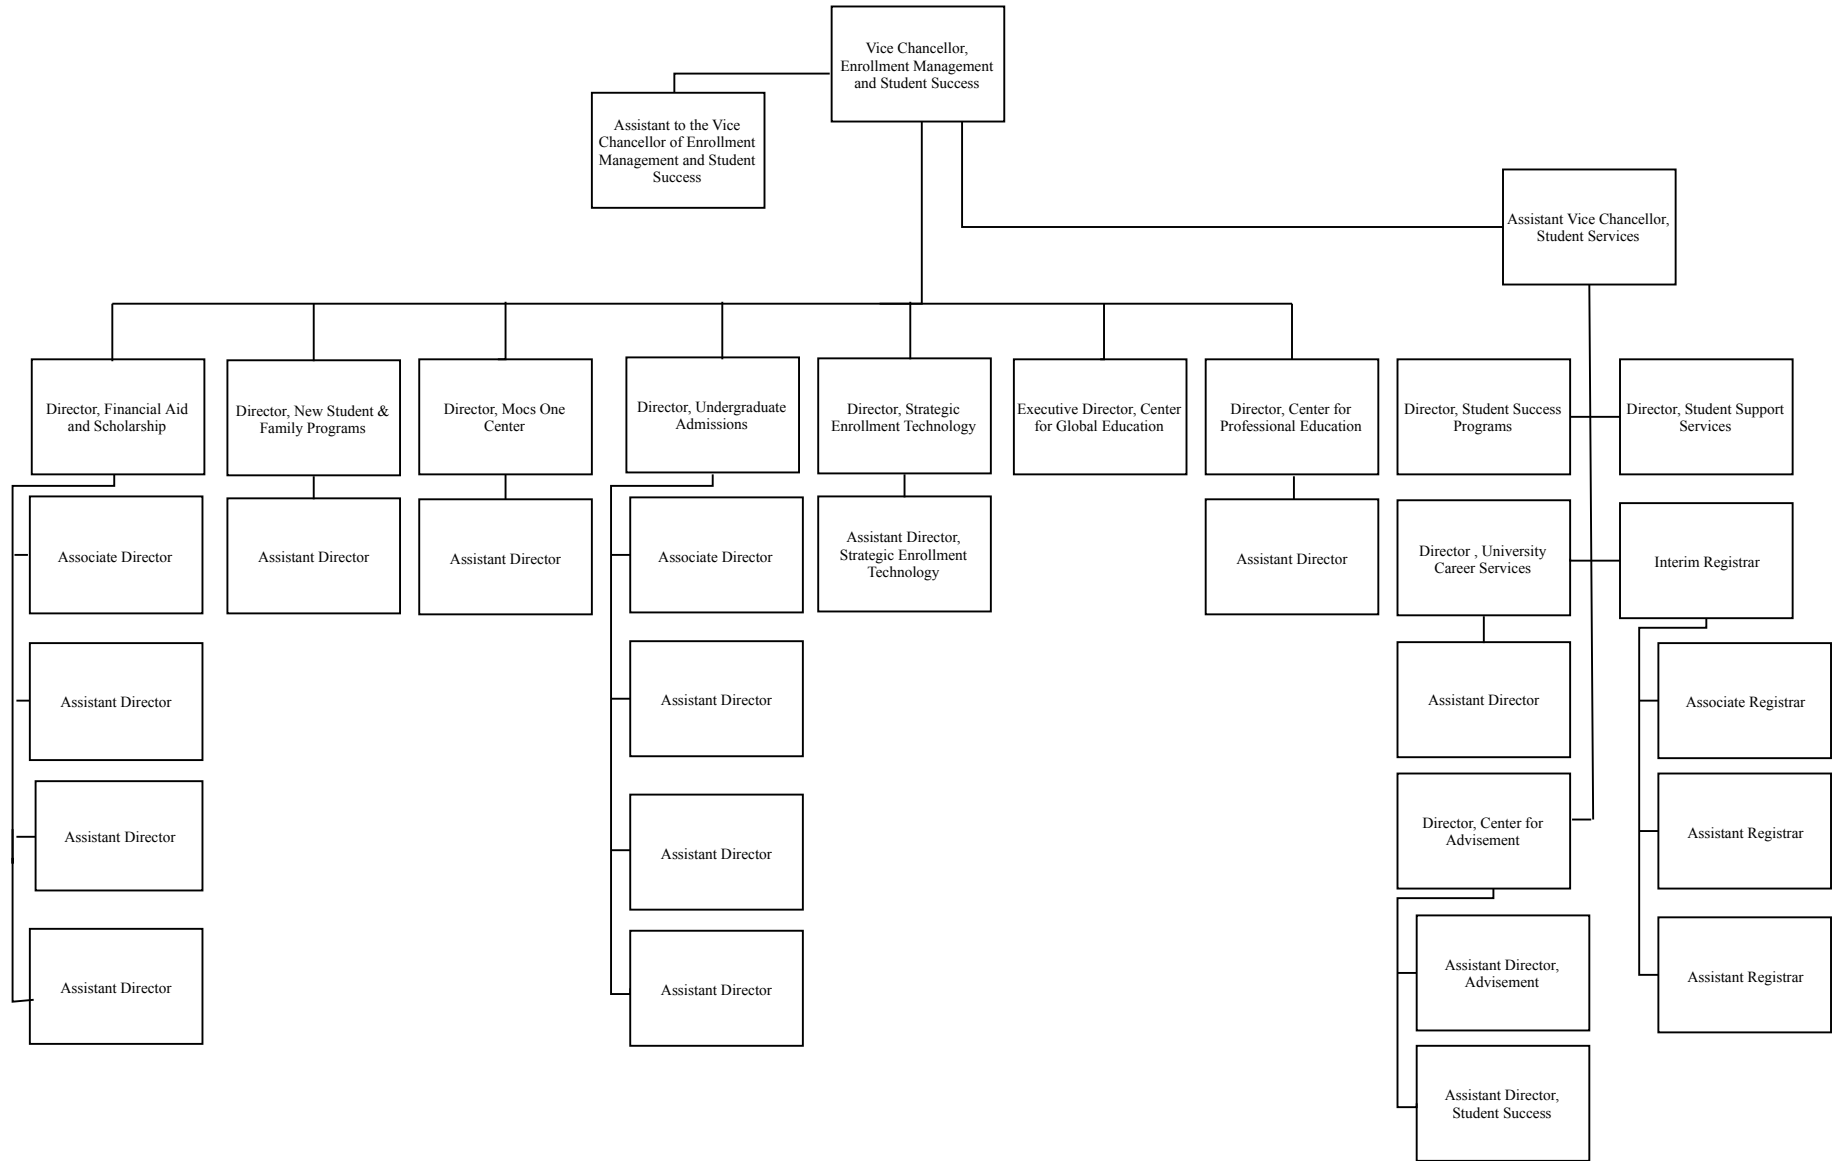 Vice Chancellor,
Enrollment Management
and Student Success
Assistant to the Vice
Chancellor of Enrollment
Management and Student
Success
Assistant Vice Chancellor,
Student Services
Director, Financial Aid
and Scholarship
Director, New Student &
Family Programs
Director, Mocs One
Center
Director, Undergraduate
Admissions
Director, Strategic
Enrollment Technology
Executive Director, Center
for Global Education
Director, Center for
Professional Education
Director, Student Success
Programs
Director, Student Support
Services
Associate Director
Assistant Director
Assistant Director
Associate Director
Assistant Director,
Strategic Enrollment
Technology
Assistant Director
Director , University
Career Services
Interim Registrar
Assistant Director
Assistant Director
Assistant Director
Associate Registrar
Assistant Director
Assistant Director
Director, Center for
Advisement
Assistant Registrar
Assistant Director
Assistant Director
Assistant Director,
Advisement
Assistant Registrar
Assistant Director,
Student Success